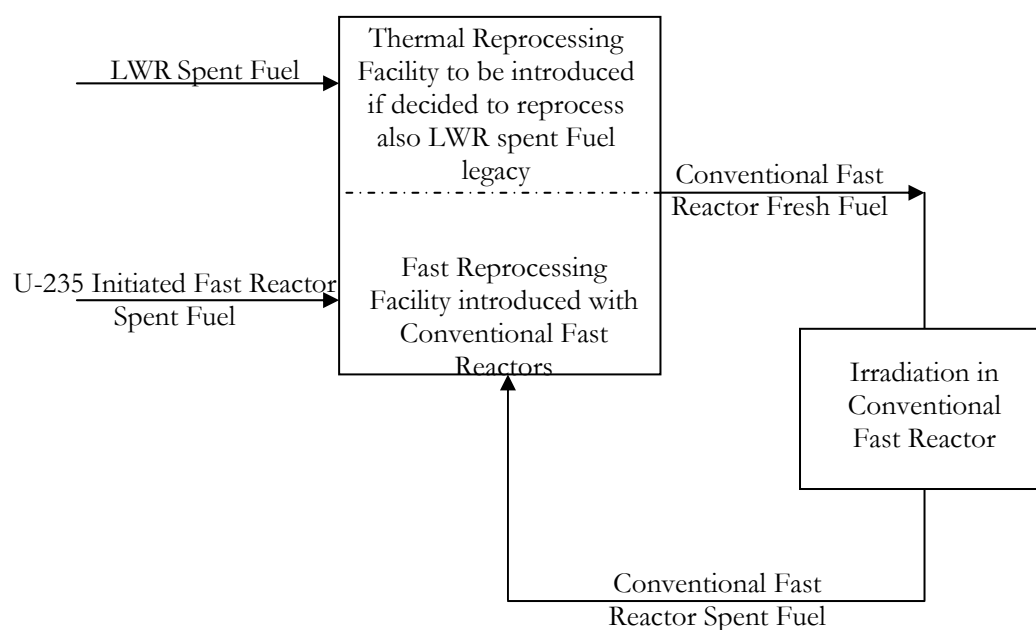 LWR Spent Fuel
Thermal Reprocessing
Facility to be introduced
if decided to reprocess
also LWR spent Fuel
legacy
Conventional Fast
Reactor Fresh Fuel
U-235 Initiated Fast Reactor
Spent Fuel
Fast Reprocessing
Facility introduced with
Conventional Fast
Reactors
Irradiation in
Conventional
Fast Reactor
Conventional Fast
Reactor Spent Fuel